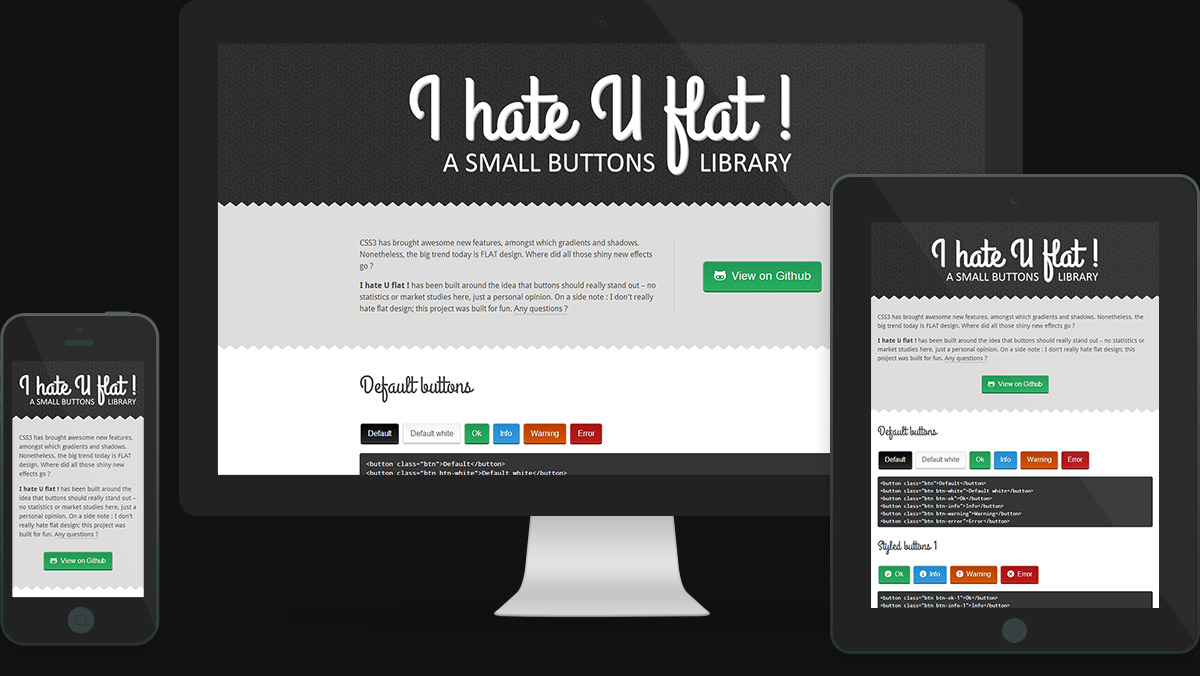 I hate U flat !
A SMALL BUTTONS LIBRARY
CSS3 has brought awesome new features, amongst which gradients and shadows.
Nonetheless, the big trend today is FLAT design. Where did all those shiny new effects
go ?
I hate U flat ! has been built around the idea that buttons should really stand out – no
statistics or market studies here, just a personal opinion. On a side note : I don't really
hate flat design; this project was built for fun. Any questions ?
View on Github
Default buttons
Default
Default white
Ok
Info
Warning
Error
<button class="btn">Default</button>
<button class="btn btn-white">Default white</button>
I hate U flat !
A SMALL BUTTONS LIBRARY
CSS3 has brought awesome new features,
amongst which gradients and shadows.
Nonetheless, the big trend today is FLAT
design. Where did all those shiny new
effects go ?
I hate U flat ! has been built around the
idea that buttons should really stand out –
no statistics or market studies here, just a
personal opinion. On a side note : I don't
really hate flat design; this project was
built for fun. Any questions ?
View on Github
I hate U flat !
A SMALL BUTTONS LIBRARY
CSS3 has brought awesome new features, amongst which gradients and shadows. Nonetheless, the
big trend today is FLAT design. Where did all those shiny new effects go ?
I hate U flat ! has been built around the idea that buttons should really stand out – no statistics or
market studies here, just a personal opinion. On a side note : I don't really hate flat design; this
project was built for fun. Any questions ?
View on Github
Default buttons
Default
Default white
Ok
Info
Warning
Error
<button class="btn">Default</button>
<button class="btn btn-white">Default white</button>
<button class="btn btn-ok">Ok</button>
<button class="btn btn-info">Info</button>
<button class="btn btn-warning">Warning</button>
<button class="btn btn-error">Error</button>
Styled buttons 1
Ok
Info
Warning
Error
<button class="btn btn-ok-1">Ok</button>
<button class="btn btn-info-1">Info</button>